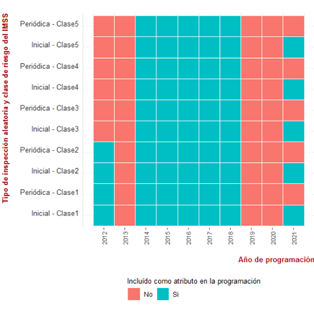 Tipo de inspección aleatoria y clase de riesgo del IMSS
Periódica - Clase5
Inicial - Clase5
Periódica - Clase4
Inicial - Clase4
Periódica - Clase3
Inicial - Clase3
Periódica - Clase2
Inicial - Clase2
Periódica - Clase1
Inicial - Clase1
2012
2013
2014
2015
2016
2017
2018
2019
2020
2021
Año de programación
Incluído como atributo en la programación
No
Si